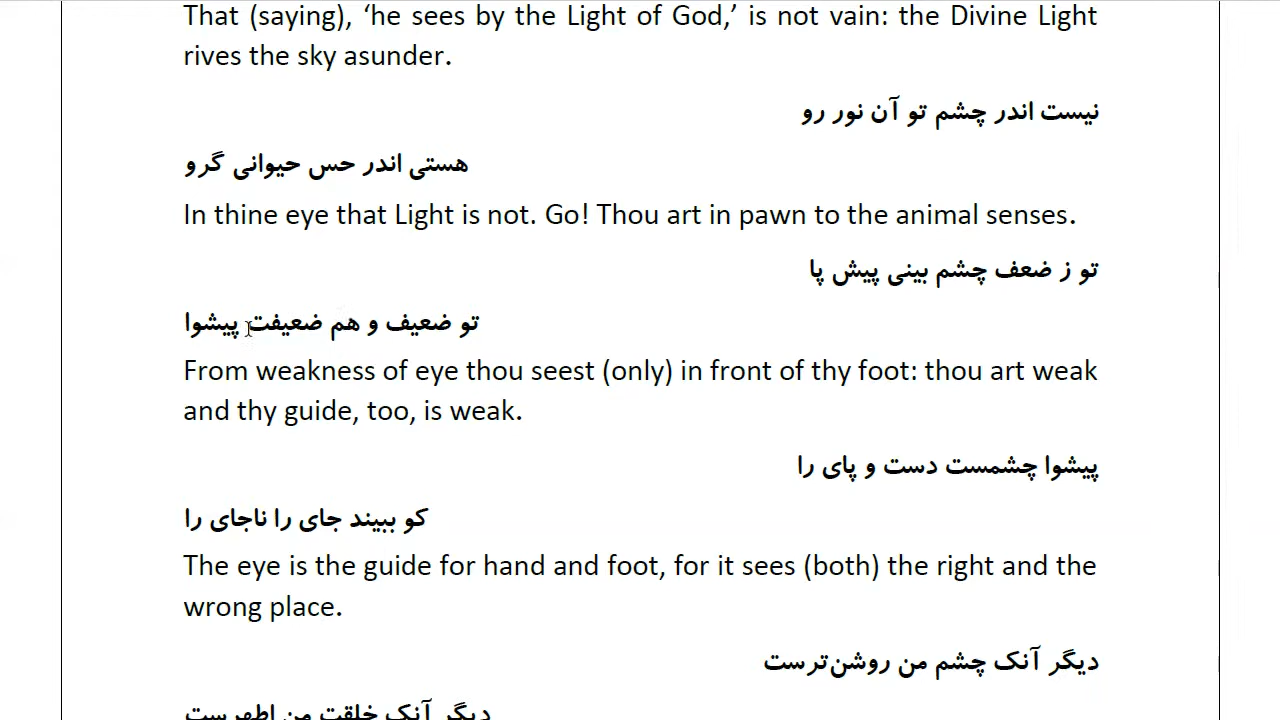 That (saying), ‘he sees by the Light of God,’ is not vain: the Divine Light
rives the sky asunder.
نیست اندر چشم تو آن نور رو
هستی اندر حس حیوانی گرو
In thine eye that Light is not. Go! Thou art in pawn to the animal senses.
تو ز ضعف چشم بینی پیش پا
تو ضعیف و هم ضعیفت پیشوا
From weakness of eye thou seest (only) in front of thy foot: thou art weak
and thy guide, too, is weak.
پیشوا چشمست دست و پای را
کو ببیند جای را ناجای را
The eye is the guide for hand and foot, for it sees (both) the right and the
wrong place.
دیگر آنک چشم من روشن‌ترست
دیگر آنک خلقت من اطهرست